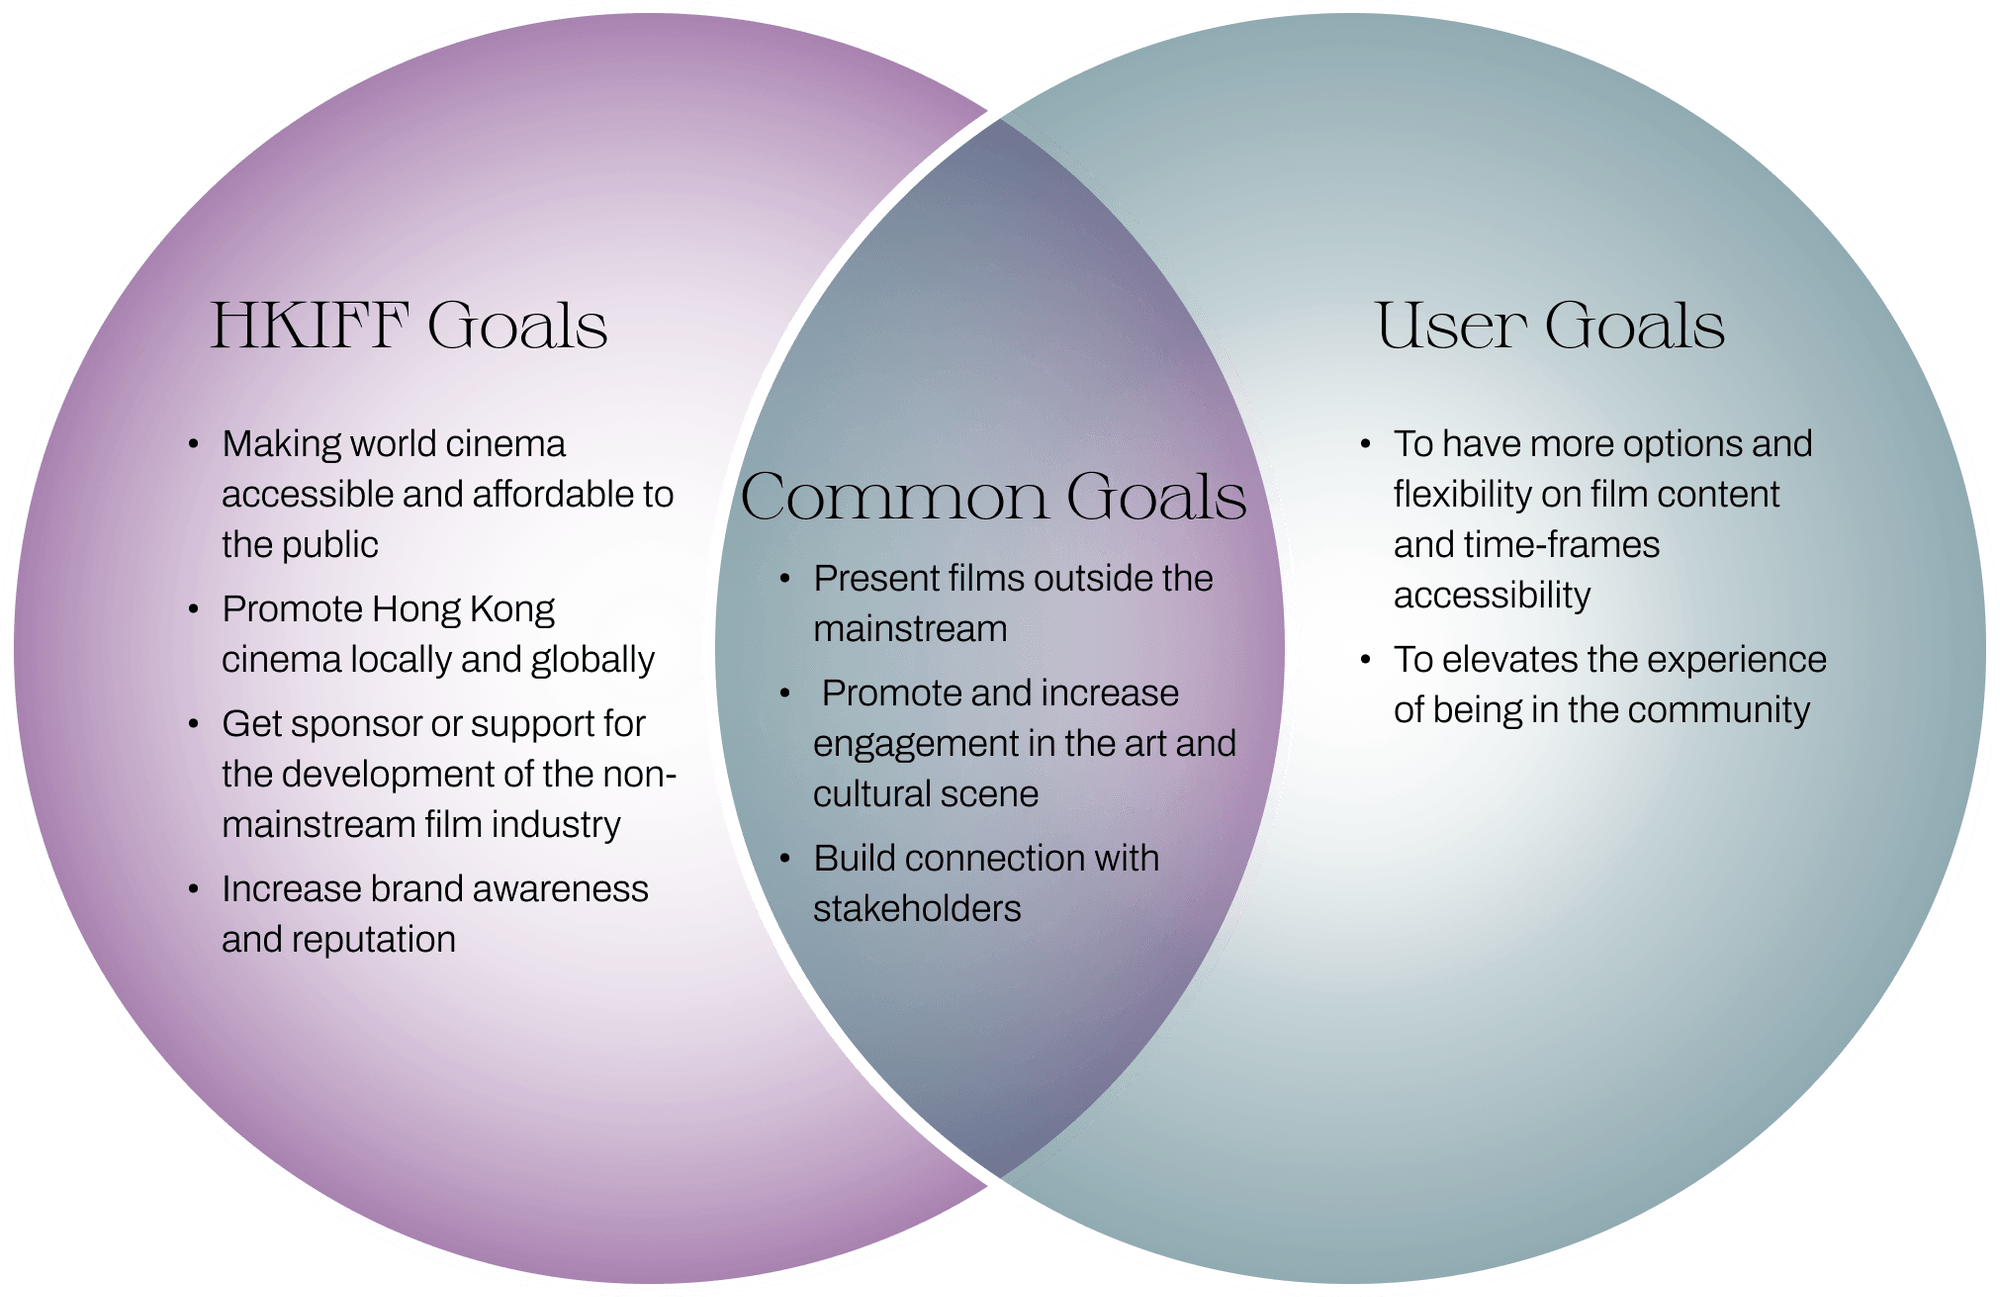 HKIFF Goals
• Making world cinema
accessible and affordable to
the public
• Promote Hong Kong
cinema locally and globally
• Get sponsor or support for
the development of the non-
mainstream film industry
• Increase brand awareness
and reputation
Common Goals
• Present films outside the
mainstream
• Promote and increase
engagement in the art and
cultural scene
• Build connection with
stakeholders
User Goals
• To have more options and
flexibility on film content
and time-frames
accessibility
• To elevates the experience
of being in the community